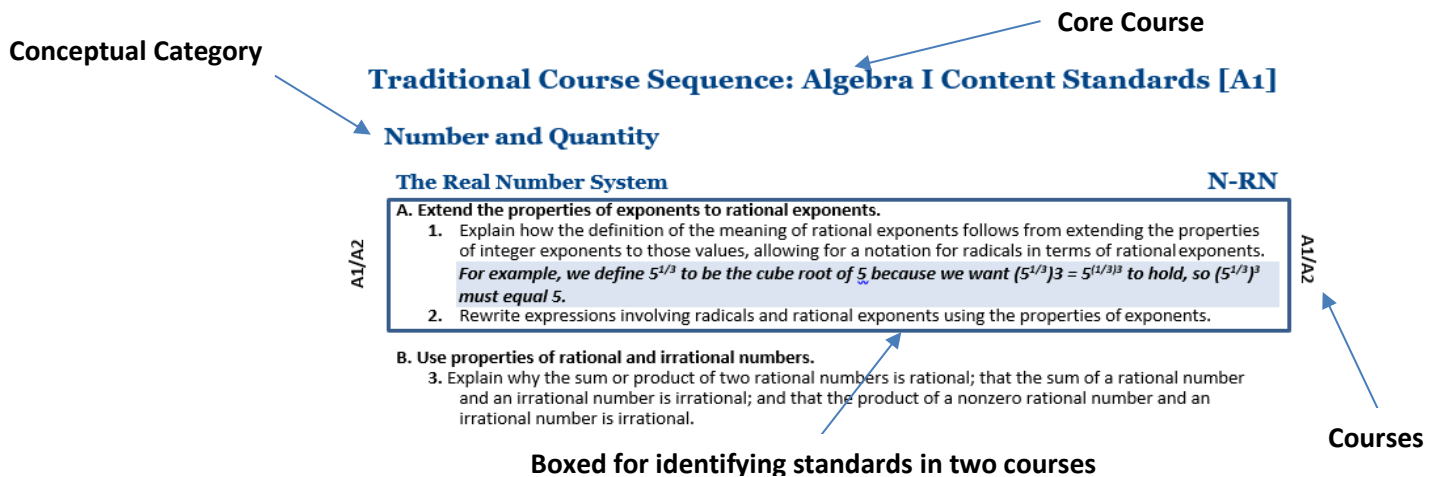 Core Course
Conceptual Category
Traditional Course Sequence: Algebra I Content Standards [A1]
Number and Quantity
The Real Number System N-RN
A. Extend the properties of exponents to rational exponents.
1. Explain how the definition of the meaning of rational exponents follows from extending the properties
of integer exponents to those values, allowing for a notation for radicals in terms of rational exponents.
For example, we define 5^{1/3} to be the cube root of 5 because we want (5^{1/3})3 = 5^{(1/3)3} to hold, so (5^{1/3})^3
must equal 5.
2. Rewrite expressions involving radicals and rational exponents using the properties of exponents.
A1/A2
A1/A2
B. Use properties of rational and irrational numbers.
3. Explain why the sum or product of two rational numbers is rational; that the sum of a rational number
and an irrational number is irrational; and that the product of a nonzero rational number and an
irrational number is irrational.
Courses
Boxed for identifying standards in two courses